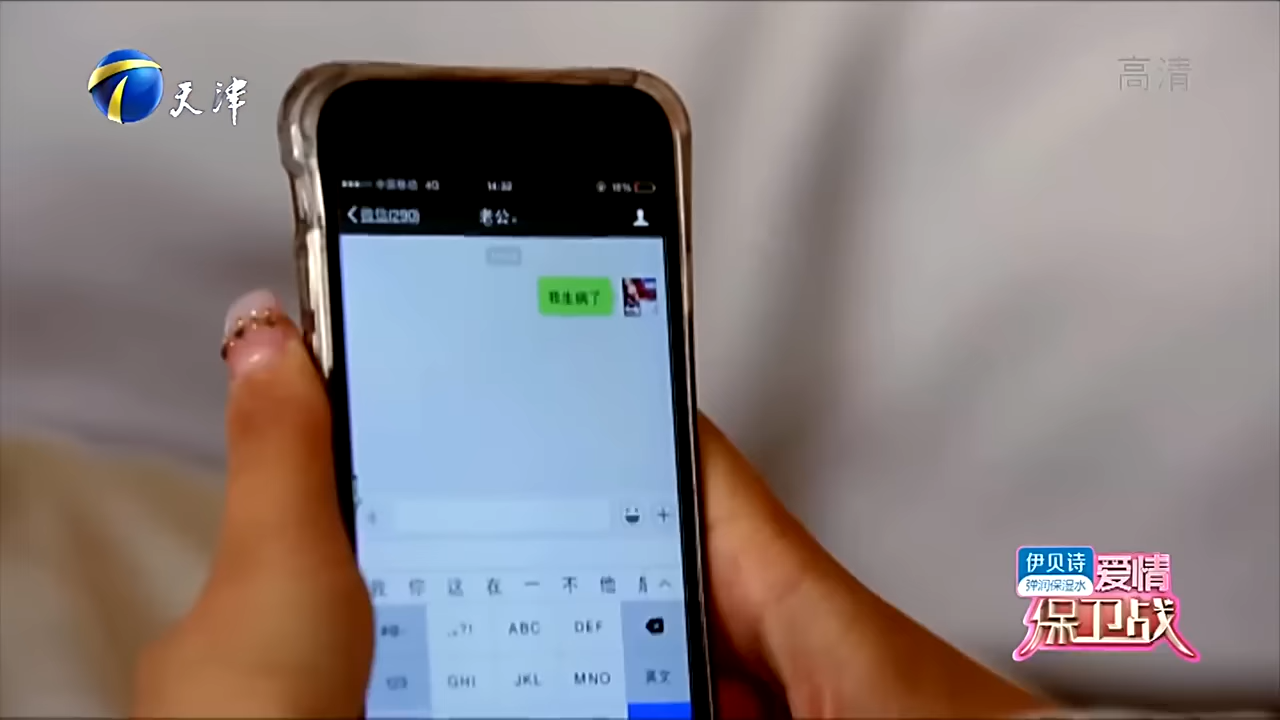 天津
高清
中国移动 4G 14:32 18%
微信(290) 老公。
我生病了
我 你 这 在 一 不 他
.,?! ABC DEF
123 GHI JKL MNO 英文
伊贝诗
弹润保湿水
爱情
保卫战